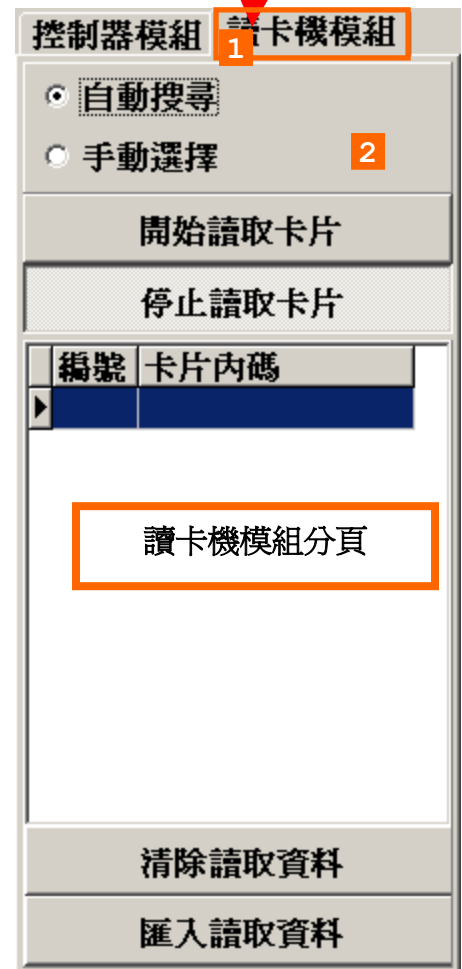 控制器模組 讀卡機模組
1
自動搜尋
手動選擇 2
開始讀取卡片
停止讀取卡片
編號 卡片內碼
讀卡機模組分頁
清除讀取資料
匯入讀取資料